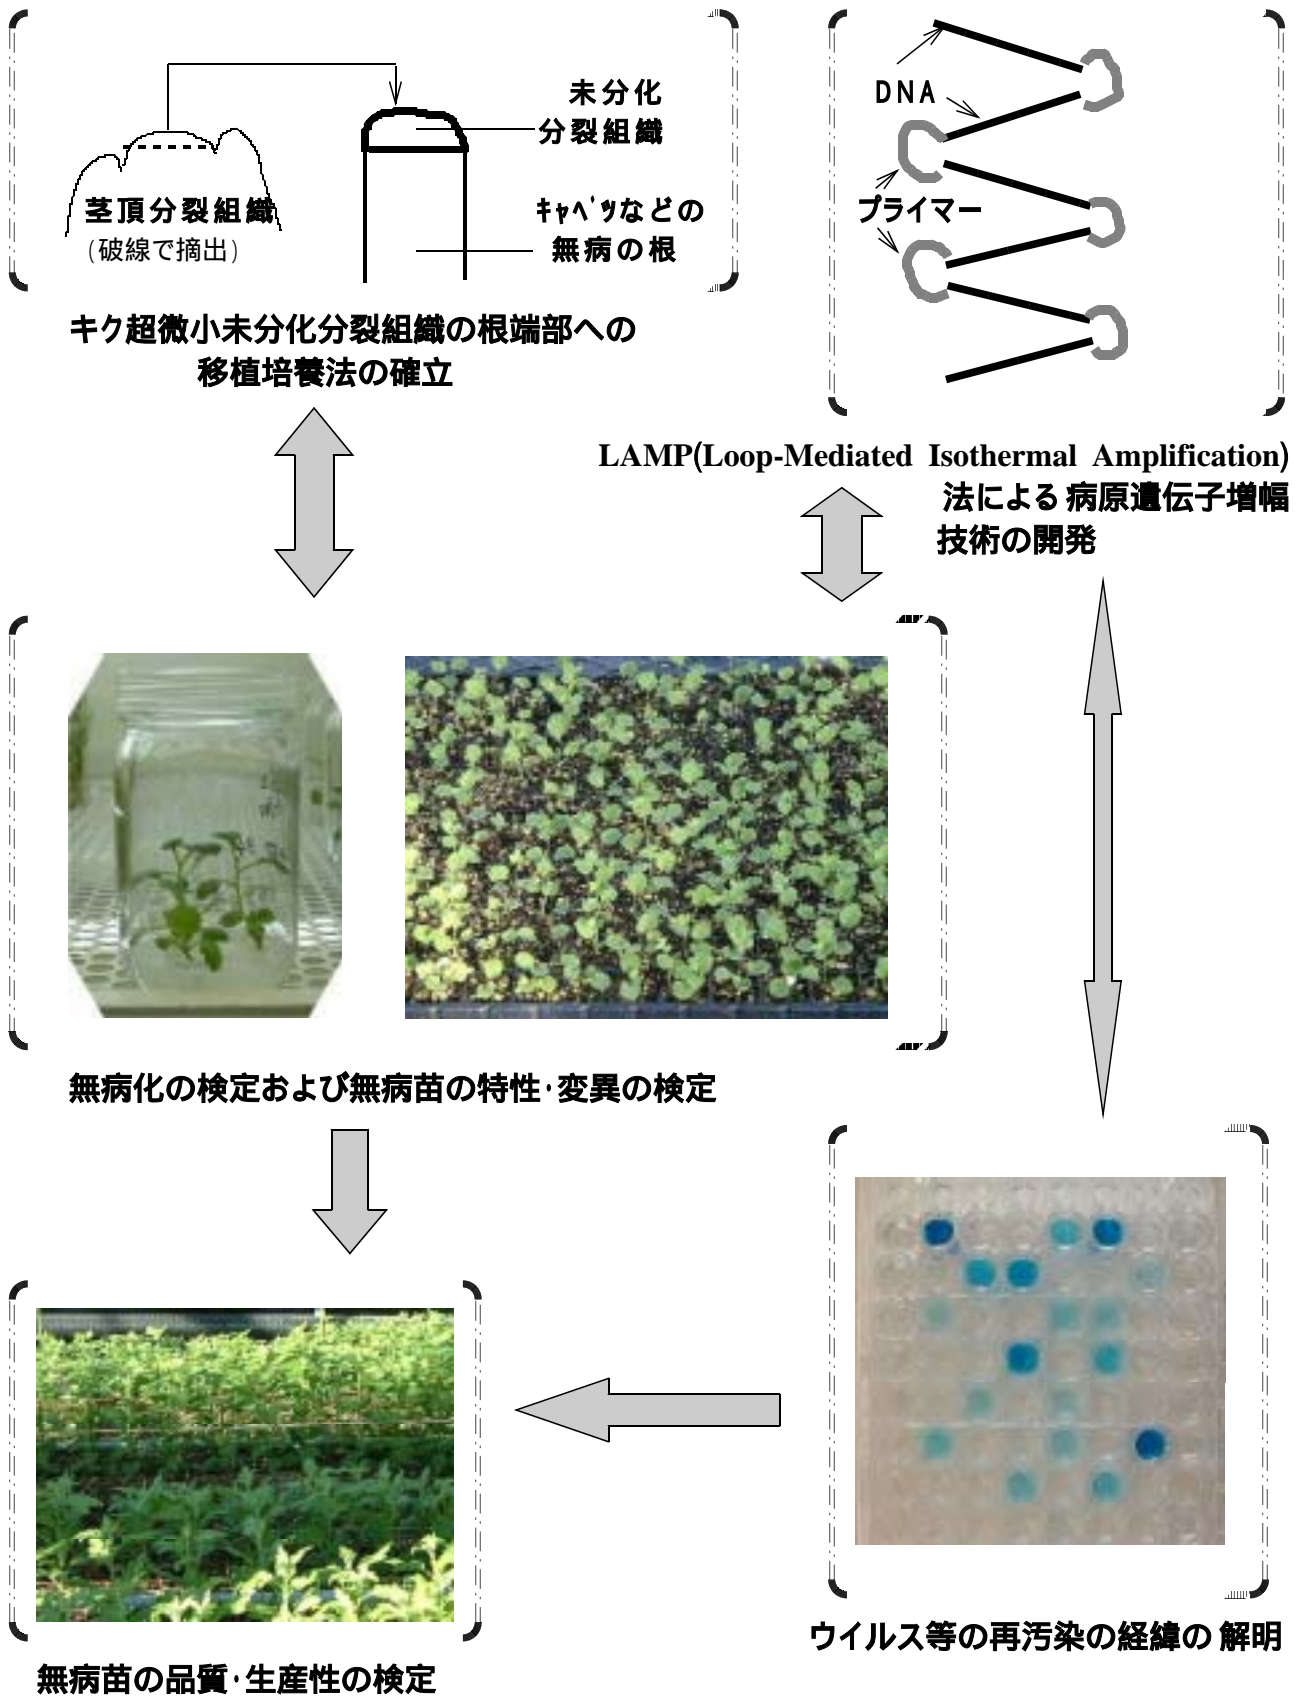 未分化
分裂組織
茎頂分裂組織
(破線で摘出)
ｷｬﾍﾞﾂなどの
無病の根
キク超微小未分化分裂組織の根端部への
移植培養法の確立
DNA
プライマー
LAMP(Loop-Mediated Isothermal Amplification)
法による 病原遺伝子増幅
技術の開発
無病化の検定および無病苗の特性･変異の検定
ウイルス等の再汚染の経緯の 解明
無病苗の品質･生産性の検定